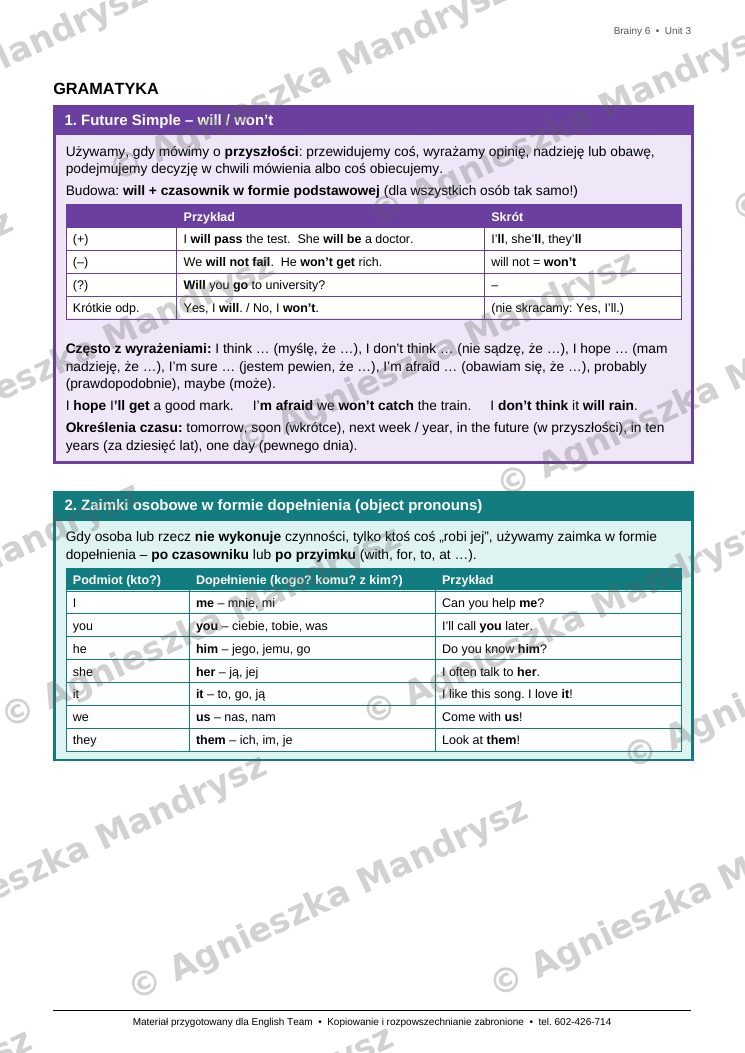 Brainy 6 • Unit 3
GRAMATYKA
1. Future Simple – will / won’t
Używamy, gdy mówimy o przyszłości: przewidujemy coś, wyrażamy opinię, nadzieję lub obawę,
podejmujemy decyzję w chwili mówienia albo coś obiecujemy.
Budowa: will + czasownik w formie podstawowej (dla wszystkich osób tak samo!)
Przykład Skrót
(+) I will pass the test. She will be a doctor. I’ll, she’ll, they’ll
(–) We will not fail. He won’t get rich. will not = won’t
(?) Will you go to university? –
Krótkie odp. Yes, I will. / No, I won’t. (nie skracamy: Yes, I’ll.)
Często z wyrażeniami: I think … (myślę, że …), I don’t think … (nie sądzę, że …), I hope … (mam
nadzieję, że …), I’m sure … (jestem pewien, że …), I’m afraid … (obawiam się, że …), probably
(prawdopodobnie), maybe (może).
I hope I’ll get a good mark. I’m afraid we won’t catch the train. I don’t think it will rain.
Określenia czasu: tomorrow, soon (wkrótce), next week / year, in the future (w przyszłości), in ten
years (za dziesięć lat), one day (pewnego dnia).
2. Zaimki osobowe w formie dopełnienia (object pronouns)
Gdy osoba lub rzecz nie wykonuje czynności, tylko ktoś coś „robi jej”, używamy zaimka w formie
dopełnienia – po czasowniku lub po przyimku (with, for, to, at …).
Podmiot (kto?) Dopełnienie (kogo? komu? z kim?) Przykład
I me – mnie, mi Can you help me?
you you – ciebie, tobie, was I’ll call you later.
he him – jego, jemu, go Do you know him?
she her – ją, jej I often talk to her.
it it – to, go, ją I like this song. I love it!
we us – nas, nam Come with us!
they them – ich, im, je Look at them!
© Agnieszka Mandrysz
Materiał przygotowany dla English Team • Kopiowanie i rozpowszechnianie zabronione • tel. 602-426-714